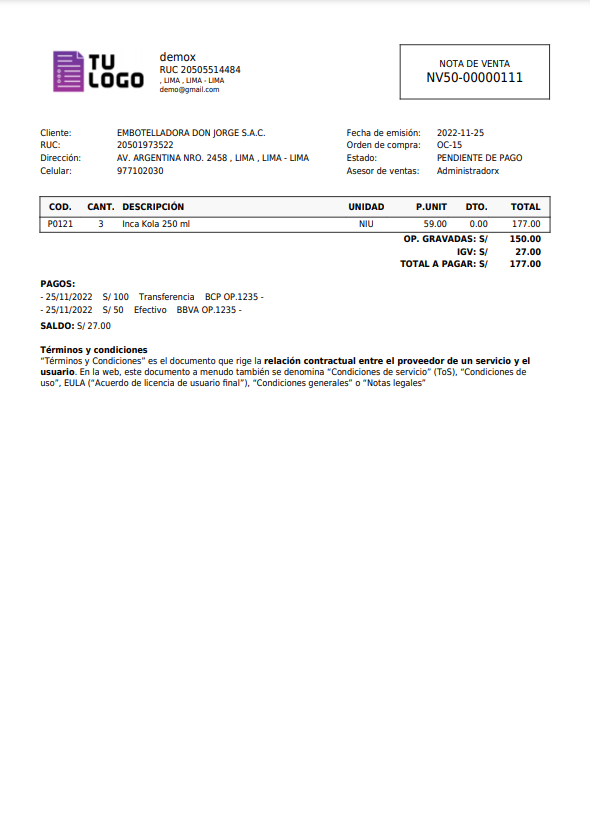 TU
LOGO
demox
RUC 20505514484
, LIMA , LIMA - LIMA
demo@gmail.com
NOTA DE VENTA
NV50-00000111
Cliente: EMBOTELLADORA DON JORGE S.A.C. Fecha de emisión: 2022-11-25
RUC: 20501973522 Orden de compra: OC-15
Dirección: AV. ARGENTINA NRO. 2458 , LIMA , LIMA - LIMA Estado: PENDIENTE DE PAGO
Celular: 977102030 Asesor de ventas: Administradorx
COD. CANT. DESCRIPCIÓN UNIDAD P.UNIT DTO. TOTAL
P0121 3 Inca Kola 250 ml NIU 59.00 0.00 177.00
OP. GRAVADAS: S/ 150.00
IGV: S/ 27.00
TOTAL A PAGAR: S/ 177.00
PAGOS:
- 25/11/2022 S/ 100 Transferencia BCP OP.1235 -
- 25/11/2022 S/ 50 Efectivo BBVA OP.1235 -
SALDO: S/ 27.00
Términos y condiciones
“Términos y Condiciones” es el documento que rige la relación contractual entre el proveedor de un servicio y el
usuario. En la web, este documento a menudo también se denomina “Condiciones de servicio” (ToS), “Condiciones de
uso”, EULA (“Acuerdo de licencia de usuario final”), “Condiciones generales” o “Notas legales”